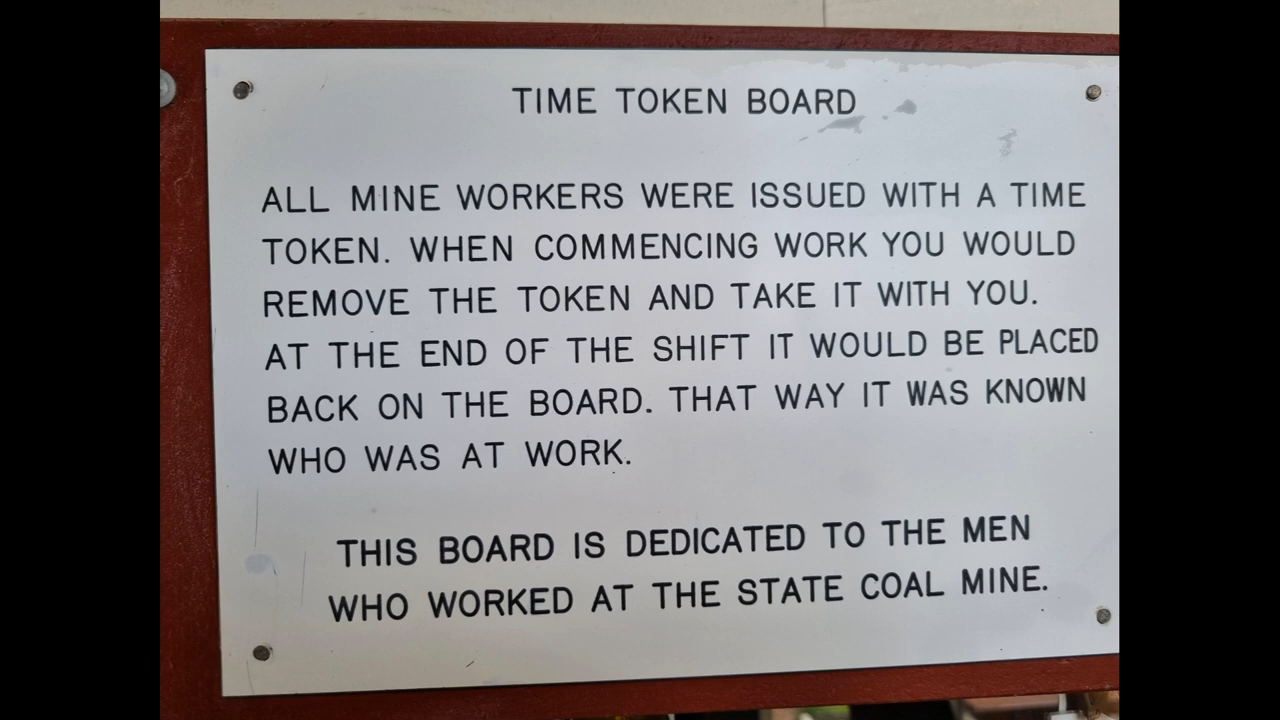 TIME TOKEN BOARD
ALL MINE WORKERS WERE ISSUED WITH A TIME
TOKEN. WHEN COMMENCING WORK YOU WOULD
REMOVE THE TOKEN AND TAKE IT WITH YOU.
AT THE END OF THE SHIFT IT WOULD BE PLACED
BACK ON THE BOARD. THAT WAY IT WAS KNOWN
WHO WAS AT WORK.
THIS BOARD IS DEDICATED TO THE MEN
WHO WORKED AT THE STATE COAL MINE.